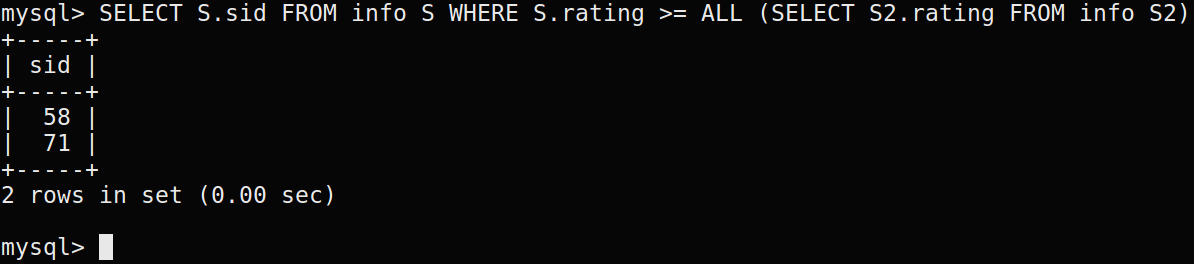 mysql> SELECT S.sid FROM info S WHERE S.rating >= ALL (SELECT S2.rating FROM info S2)
+-----+
| sid |
+-----+
|  58 |
|  71 |
+-----+
2 rows in set (0.00 sec)
mysql>